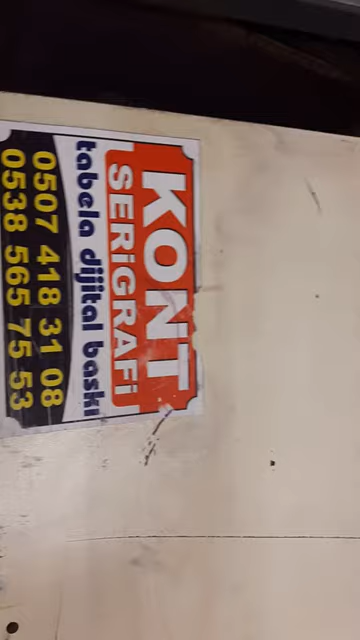 KONT
SERİGRAFİ
tabela dijital baskı
0507 418 31 08
0538 565 75 53